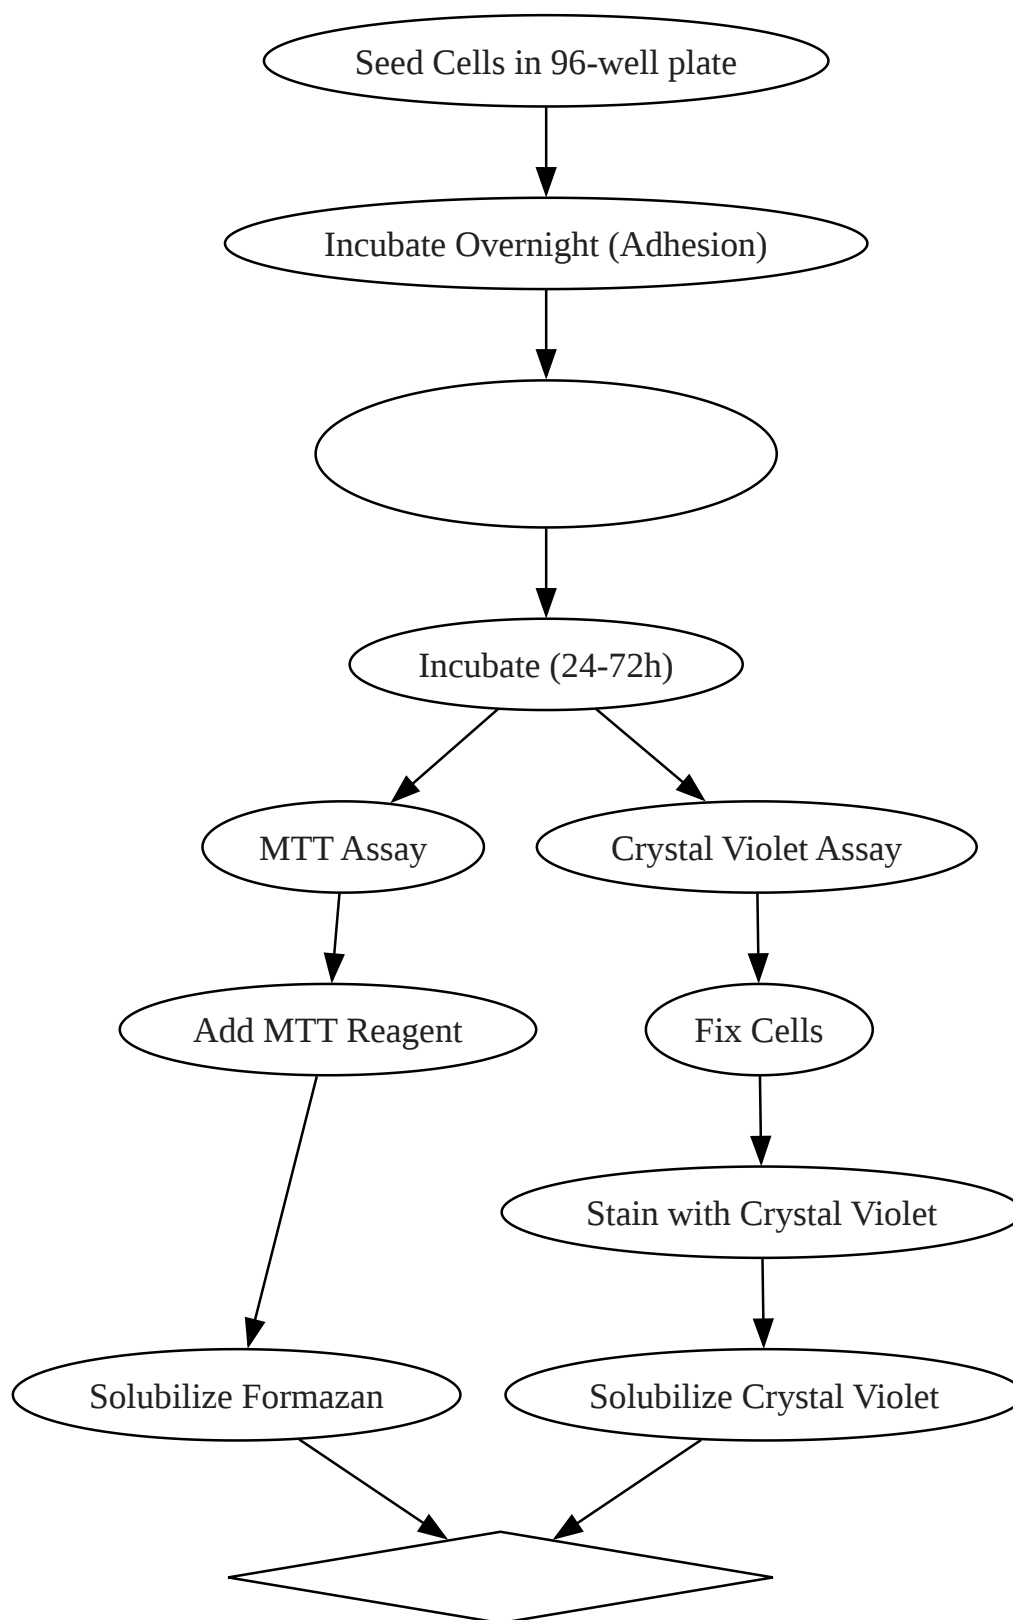 Seed Cells in 96-well plate
Incubate Overnight (Adhesion)
Incubate (24-72h)
MTT Assay
Crystal Violet Assay
Add MTT Reagent
Fix Cells
Stain with Crystal Violet
Solubilize Formazan
Solubilize Crystal Violet